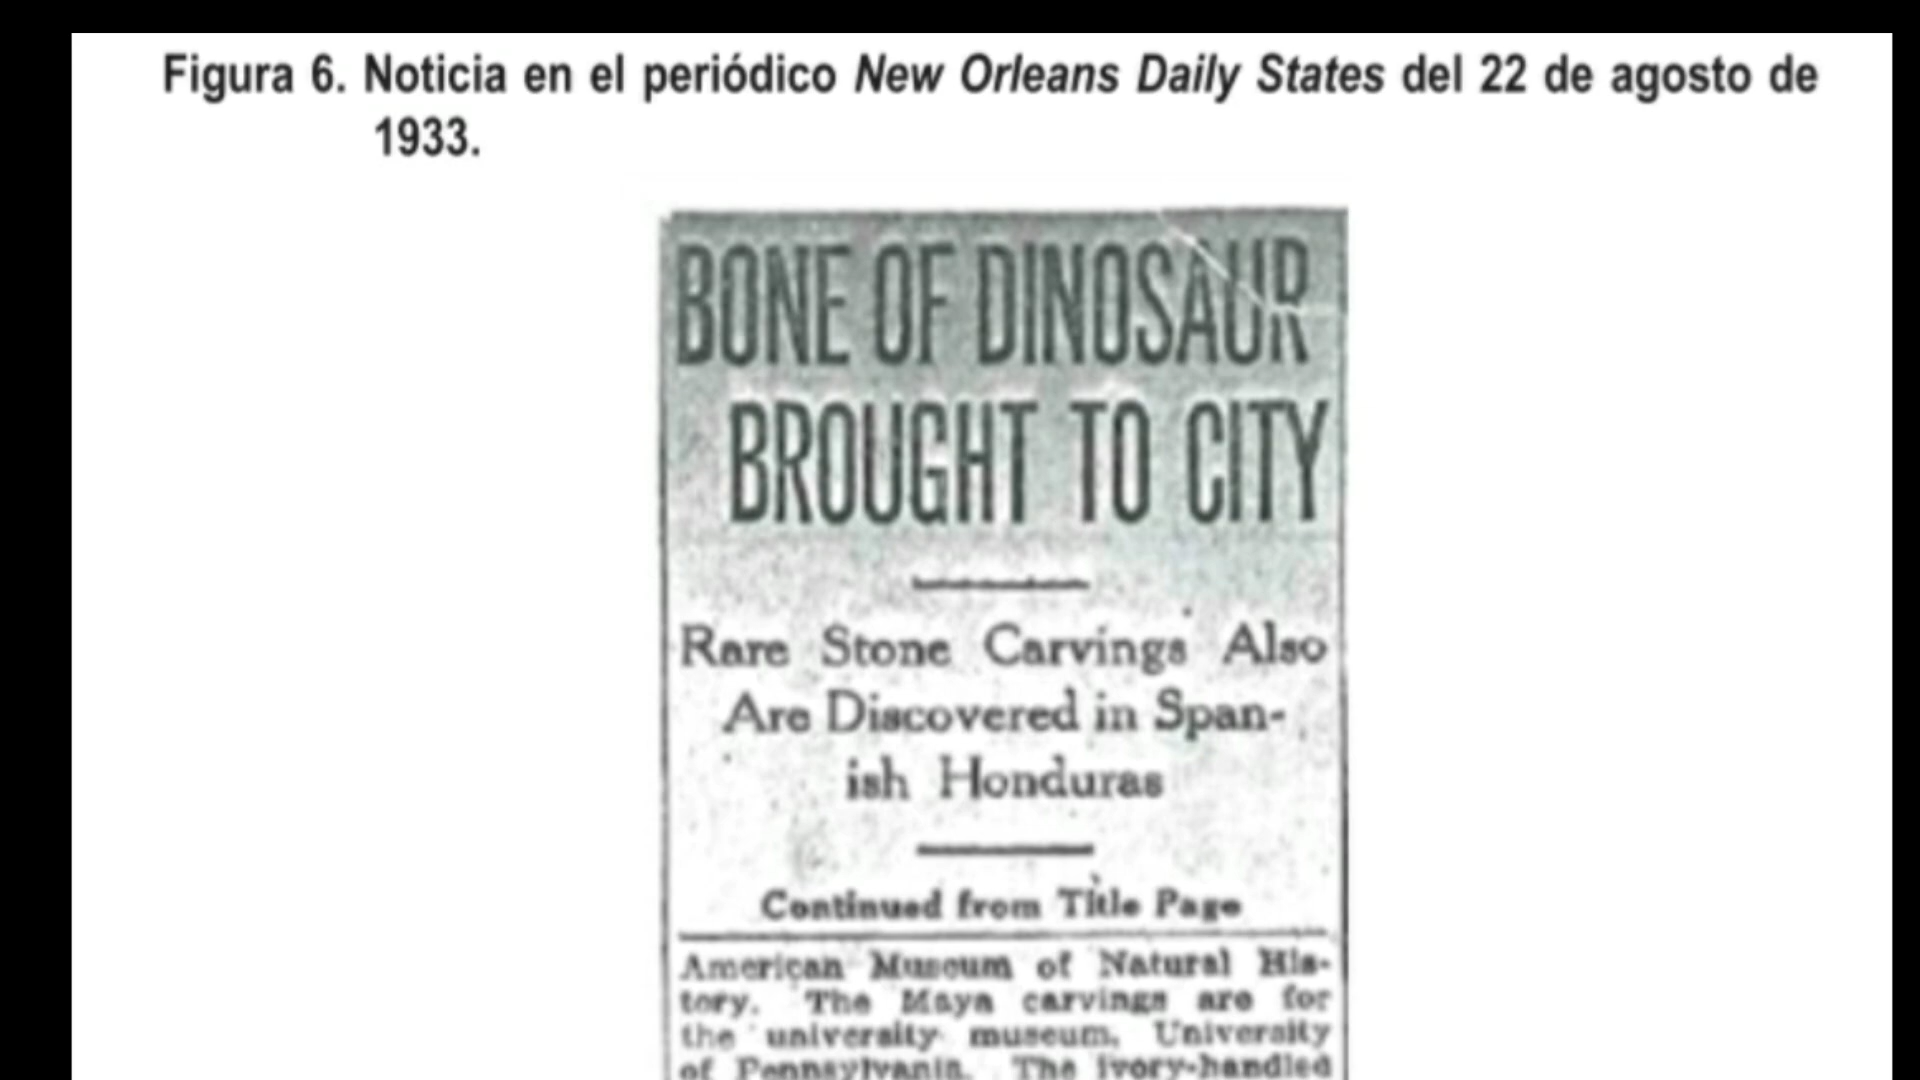 Figura 6. Noticia en el periódico New Orleans Daily States del 22 de agosto de
1933.
BONE OF DINOSAUR
BROUGHT TO CITY
Rare Stone Carvings Also
Are Discovered in Span-
ish Honduras
Continued from Title Page
American Museum of Natural His-
tory. The Maya carvings are for
the university museum, University
of Pennsylvania. The ivory-handled